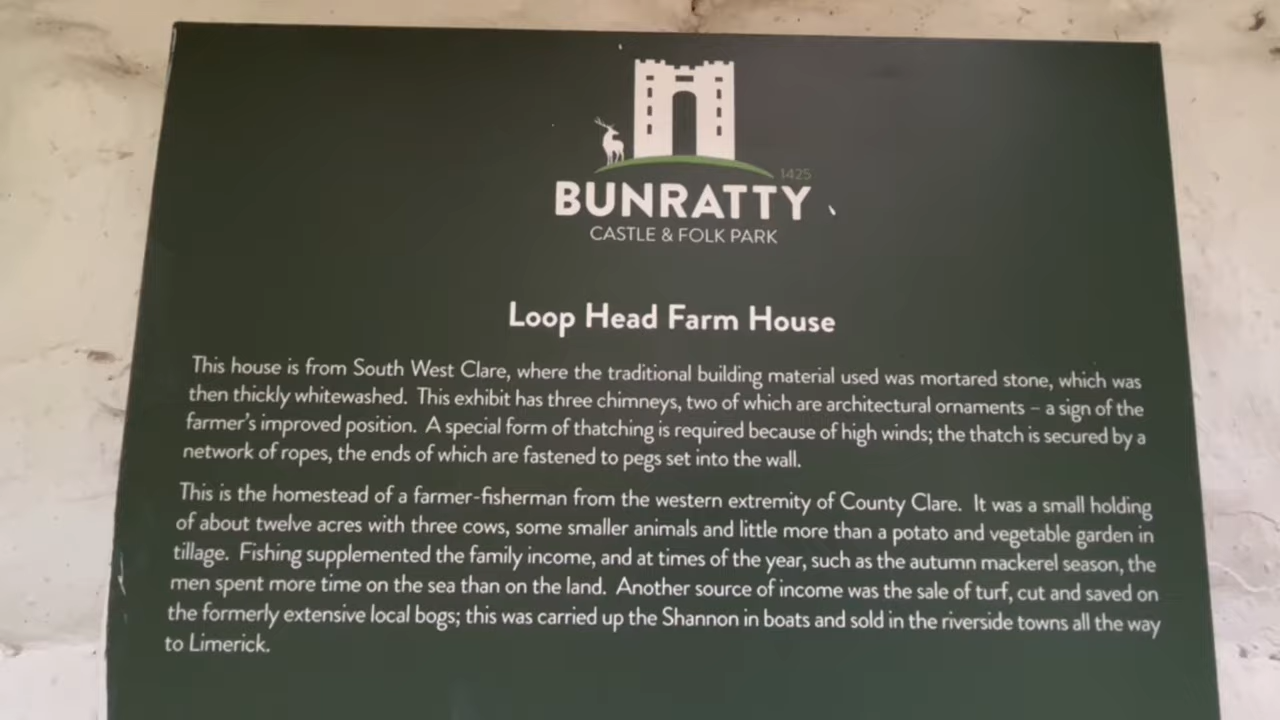 1425
BUNRATTY
CASTLE & FOLK PARK
Loop Head Farm House
This house is from South West Clare, where the traditional building material used was mortared stone, which was
then thickly whitewashed. This exhibit has three chimneys, two of which are architectural ornaments – a sign of the
farmer's improved position. A special form of thatching is required because of high winds; the thatch is secured by a
network of ropes, the ends of which are fastened to pegs set into the wall.
This is the homestead of a farmer-fisherman from the western extremity of County Clare. It was a small holding
of about twelve acres with three cows, some smaller animals and little more than a potato and vegetable garden in
tillage. Fishing supplemented the family income, and at times of the year, such as the autumn mackerel season, the
men spent more time on the sea than on the land. Another source of income was the sale of turf, cut and saved on
the formerly extensive local bogs; this was carried up the Shannon in boats and sold in the riverside towns all the way
to Limerick.